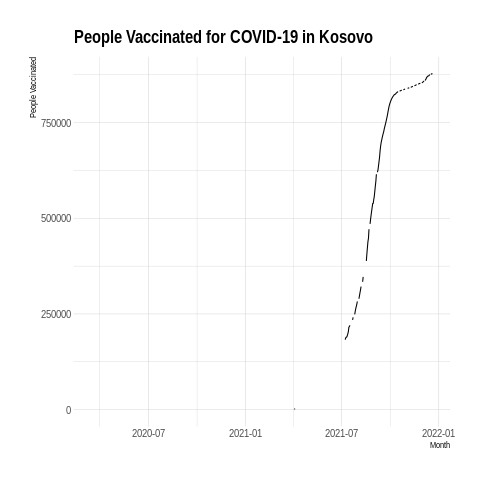 People Vaccinated for COVID-19 in Kosovo
People Vaccinated
750000
500000
250000
0
2020-07
2021-01
2021-07
2022-01
Month